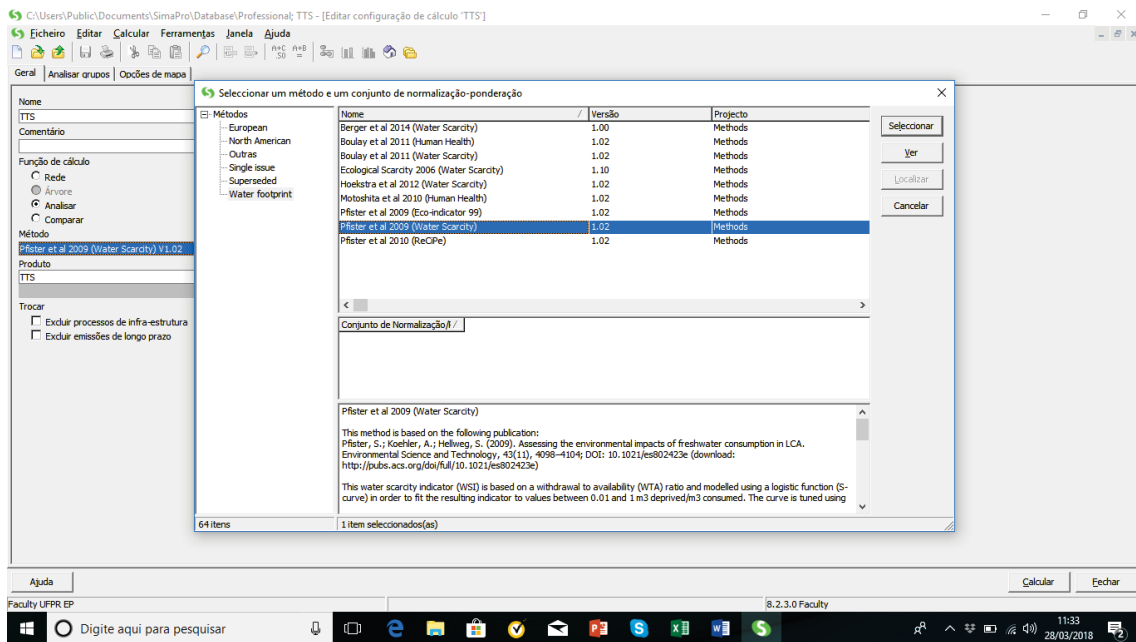 C:\Users\Public\Documents\SimaPro\Database\Professional; TTS - [Editar configuração de cálculo 'TTS']
Ficheiro Editar Calcular Ferramentas Janela Ajuda
A+C .S0 A+B =
Geral Analisar grupos Opções de mapa
Nome
TTS
Comentário
Função de cálculo
Rede
Árvore
Analisar
Comparar
Método
Pfister et al 2009 (Water Scarcity) V1.02
Produto
TTS
Trocar
Excluir processos de infra-estrutura
Excluir emissões de longo prazo
Seleccionar um método e um conjunto de normalização-ponderação
Métodos
European
North American
Outras
Single issue
Superseded
Water footprint
Nome / Versão Projecto
Berger et al 2014 (Water Scarcity) 1.00 Methods
Boulay et al 2011 (Human Health) 1.02 Methods
Boulay et al 2011 (Water Scarcity) 1.02 Methods
Ecological Scarcity 2006 (Water Scarcity) 1.10 Methods
Hoekstra et al 2012 (Water Scarcity) 1.02 Methods
Motoshita et al 2010 (Human Health) 1.02 Methods
Pfister et al 2009 (Eco-indicator 99) 1.02 Methods
Pfister et al 2009 (Water Scarcity) 1.02 Methods
Pfister et al 2010 (ReCiPe) 1.02 Methods
Seleccionar
Ver
Localizar
Cancelar
Conjunto de Normalização/ /
Pfister et al 2009 (Water Scarcity)
This method is based on the following publication:
Pfister, S.; Koehler, A.; Hellweg, S. (2009). Assessing the environmental impacts of freshwater consumption in LCA.
Environmental Science and Technology, 43(11), 4098–4104; DOI: 10.1021/es802423e (download:
http://pubs.acs.org/doi/full/10.1021/es802423e)
This water scarcity indicator (WSI) is based on a withdrawal to availability (WTA) ratio and modelled using a logistic function (S-
curve) in order to fit the resulting indicator to values between 0.01 and 1 m3 deprived/m3 consumed. The curve is tuned using
64 itens 1 item seleccionados(as)
Ajuda Calcular Fechar
Faculty UFPR EP 8.2.3.0 Faculty
Digite aqui para pesquisar
11:33
28/03/2018